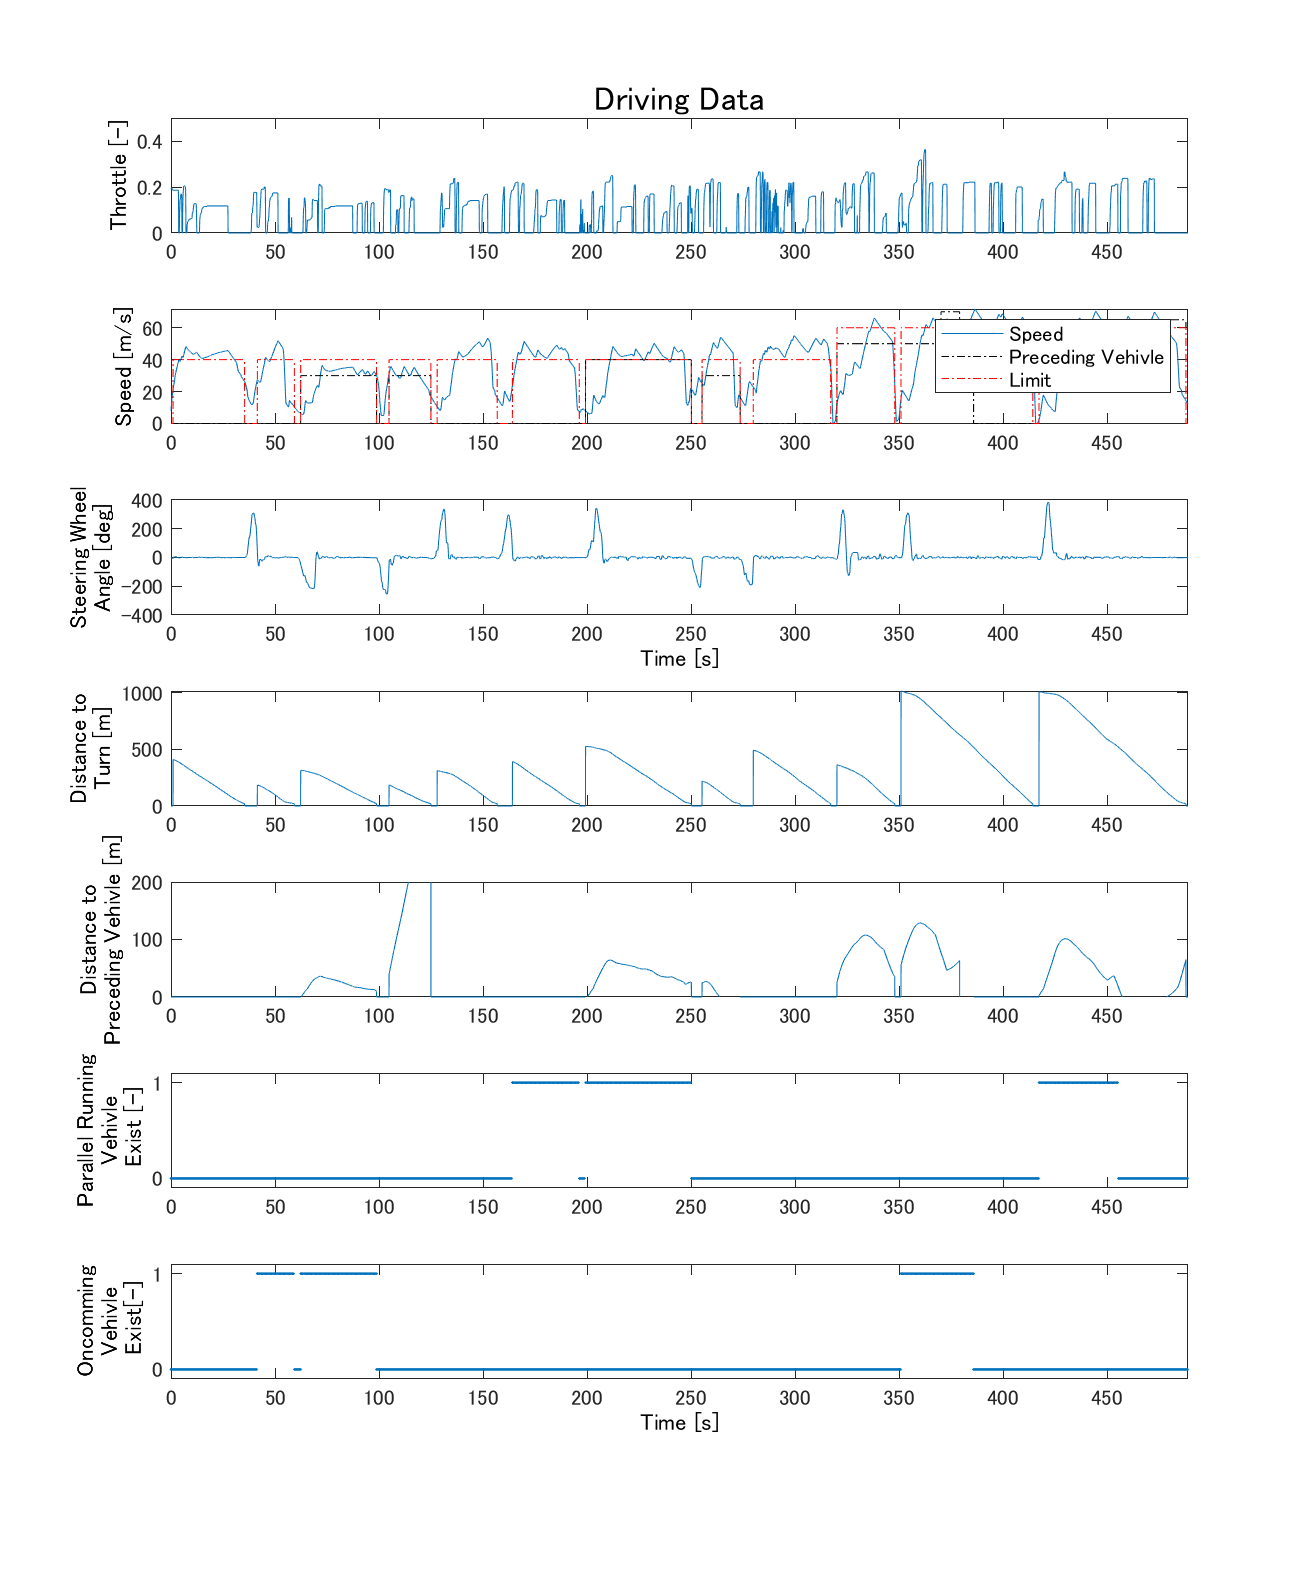 Driving Data
Throttle [-]
0.4
0.2
0
0 50 100 150 200 250 300 350 400 450
Speed [m/s]
60
40
20
0
Speed
Preceding Vehivle
Limit
0 50 100 150 200 250 300 350 400 450
Steering Wheel
Angle [deg]
400
200
0
-200
-400
0 50 100 150 200 250 300 350 400 450
Time [s]
Distance to
Turn [m]
1000
500
0
0 50 100 150 200 250 300 350 400 450
Distance to
Preceding Vehivle [m]
200
100
0
0 50 100 150 200 250 300 350 400 450
Parallel Running
Vehivle
Exist [-]
1
0
0 50 100 150 200 250 300 350 400 450
Oncomming
Vehivle
Exist[-]
1
0
0 50 100 150 200 250 300 350 400 450
Time [s]